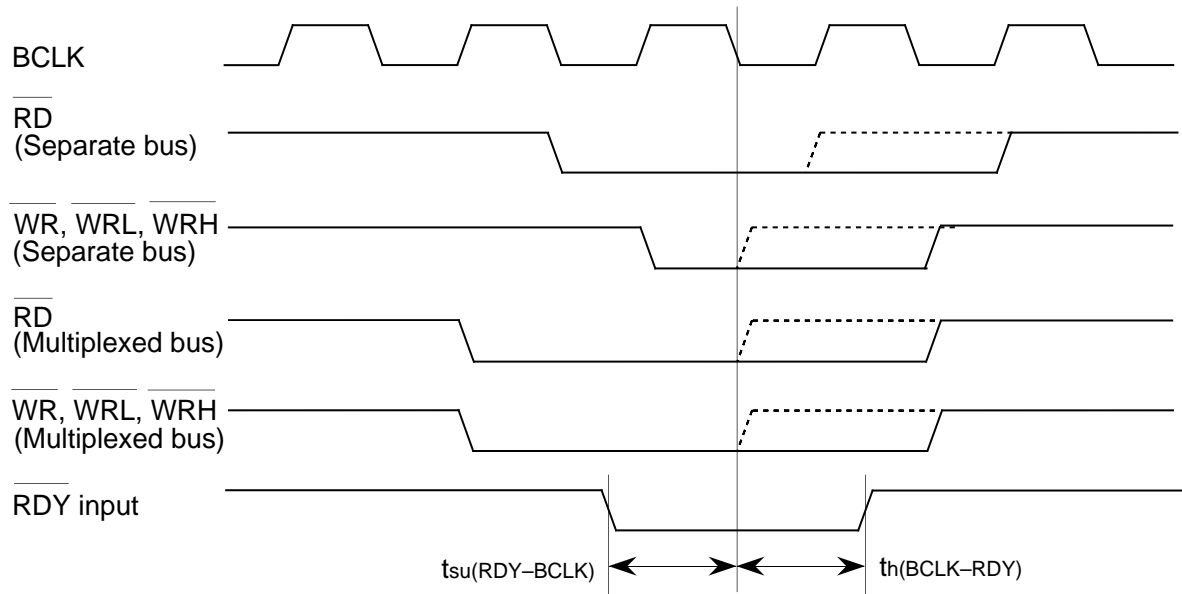 BCLK
RD
(Separate bus)
WR, WRL, WRH
(Separate bus)
RD
(Multiplexed bus)
WR, WRL, WRH
(Multiplexed bus)
RDY input
tsu(RDY–BCLK)
th(BCLK–RDY)